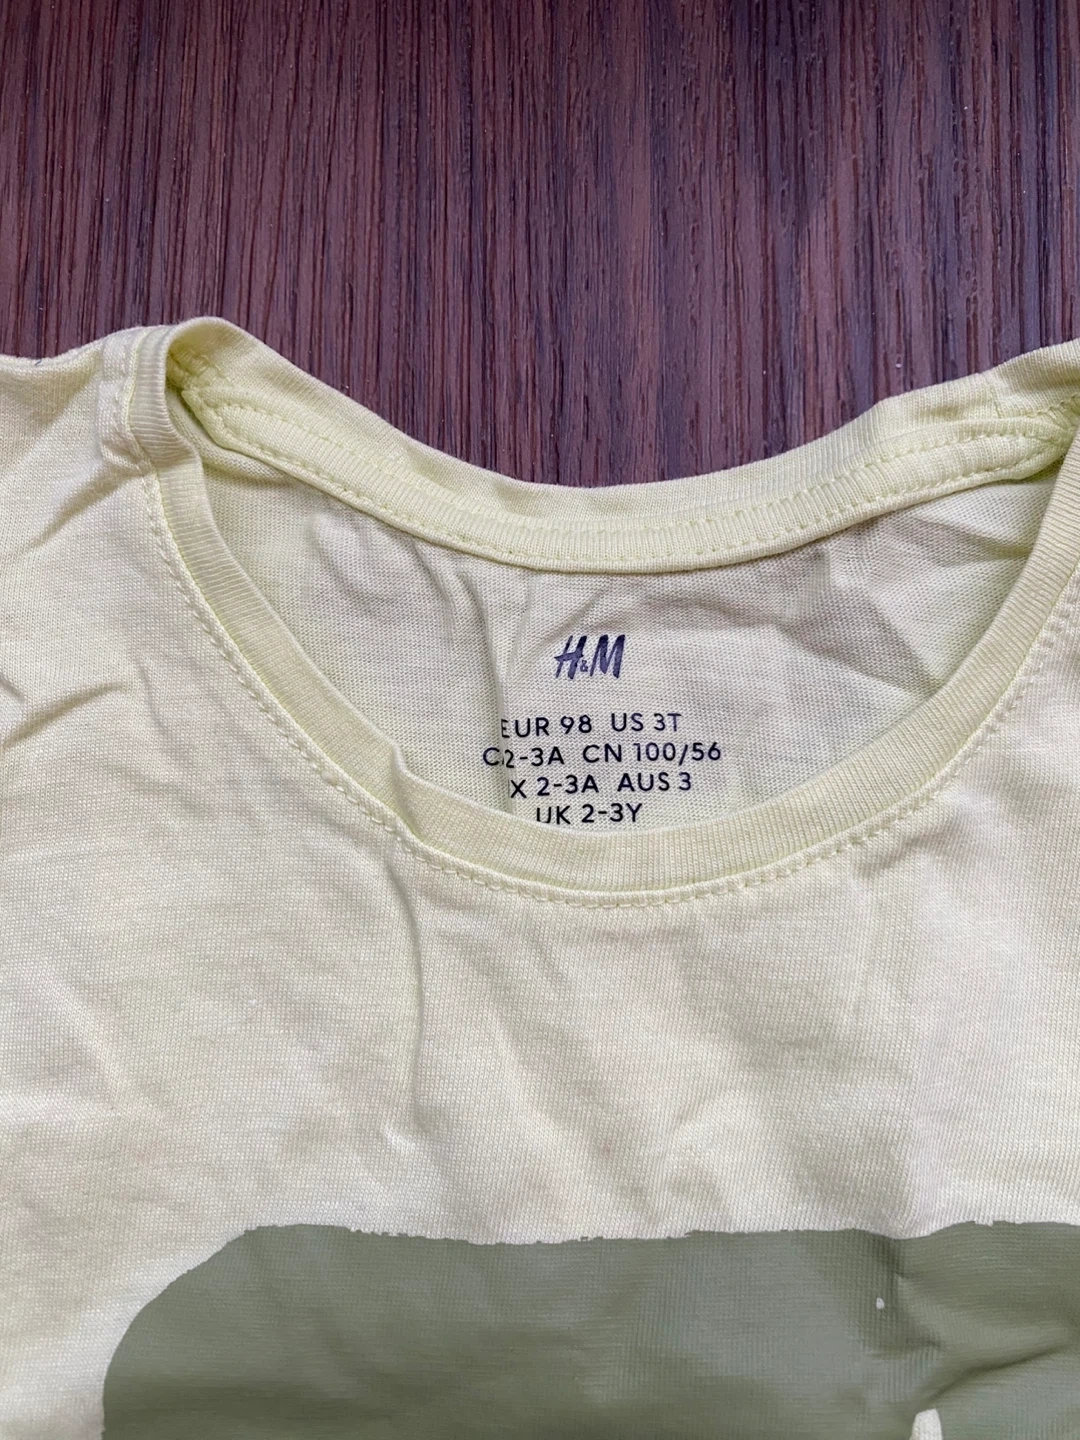 H&M
EUR 98 US 3T
2-3A CN 100/56
X 2-3A AUS 3
UK 2-3Y